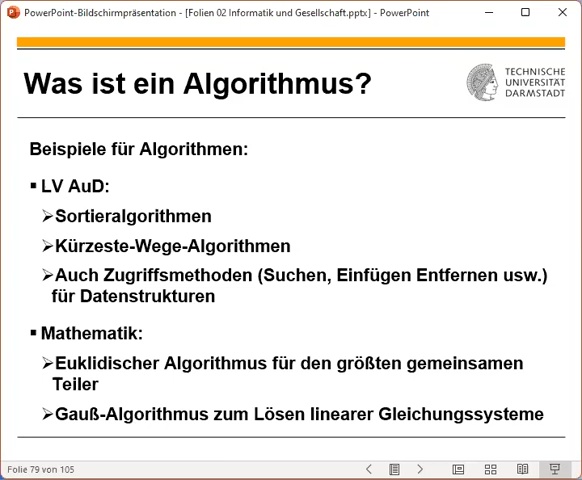 PowerPoint-Bildschirmpräsentation - [Folien 02 Informatik und Gesellschaft.pptx] - PowerPoint
Was ist ein Algorithmus?
TECHNISCHE
UNIVERSITÄT
DARMSTADT
Beispiele für Algorithmen:
▪ LV AuD:
➢Sortieralgorithmen
➢Kürzeste-Wege-Algorithmen
➢Auch Zugriffsmethoden (Suchen, Einfügen Entfernen usw.)
für Datenstrukturen
▪ Mathematik:
➢Euklidischer Algorithmus für den größten gemeinsamen
Teiler
➢Gauß-Algorithmus zum Lösen linearer Gleichungssysteme
Folie 79 von 105